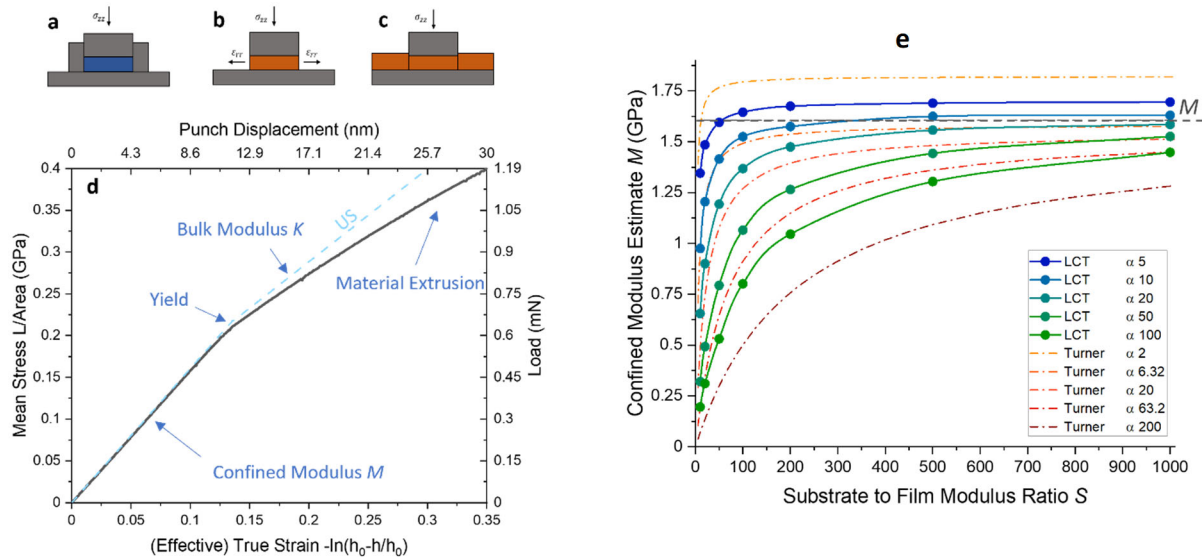 a
b
c
σzz
σzz
σzz
εrr
εrr
Punch Displacement (nm)
0 4.3 8.6 12.9 17.1 21.4 25.7 30
d
US
Bulk Modulus K
Yield
Material Extrusion
Confined Modulus M
Mean Stress L/Area (GPa)
0.4
0.35
0.3
0.25
0.2
0.15
0.1
0.05
0
Load (mN)
1.19
1.05
0.9
0.75
0.6
0.45
0.3
0.15
0
0 0.05 0.1 0.15 0.2 0.25 0.3 0.35
(Effective) True Strain -ln(h0-h/h0)
e
M
Confined Modulus Estimate M (GPa)
1.75
1.5
1.25
1
0.75
0.5
0.25
0
LCT α 5
LCT α 10
LCT α 20
LCT α 50
LCT α 100
Turner α 2
Turner α 6.32
Turner α 20
Turner α 63.2
Turner α 200
0 100 200 300 400 500 600 700 800 900 1000
Substrate to Film Modulus Ratio S